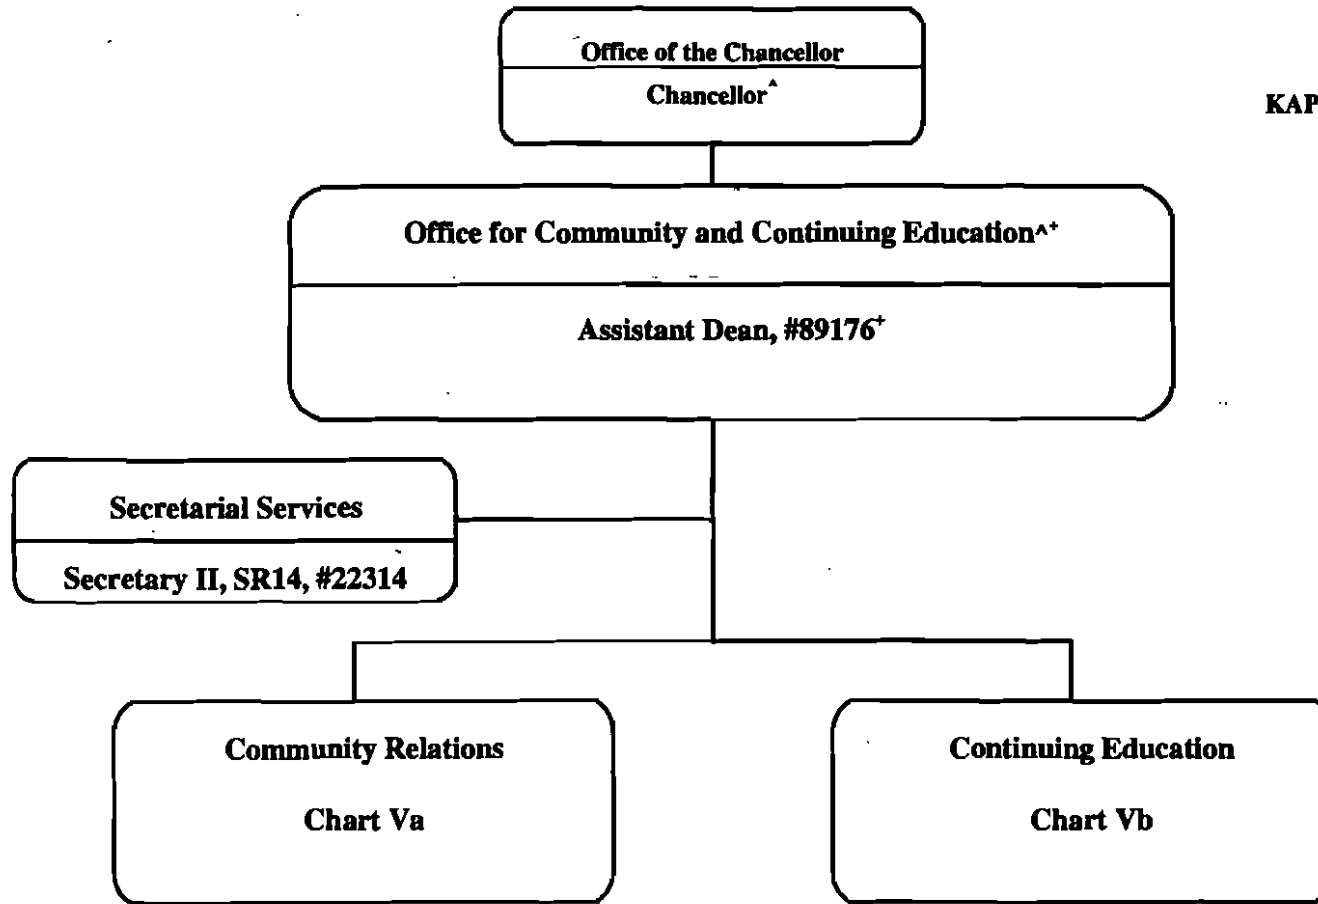 Office of the Chancellor
Chancellor^
KAP
Office for Community and Continuing Education^+
Assistant Dean, #89176+
Secretarial Services
Secretary II, SR14, #22314
Community Relations
Chart Va
Continuing Education
Chart Vb